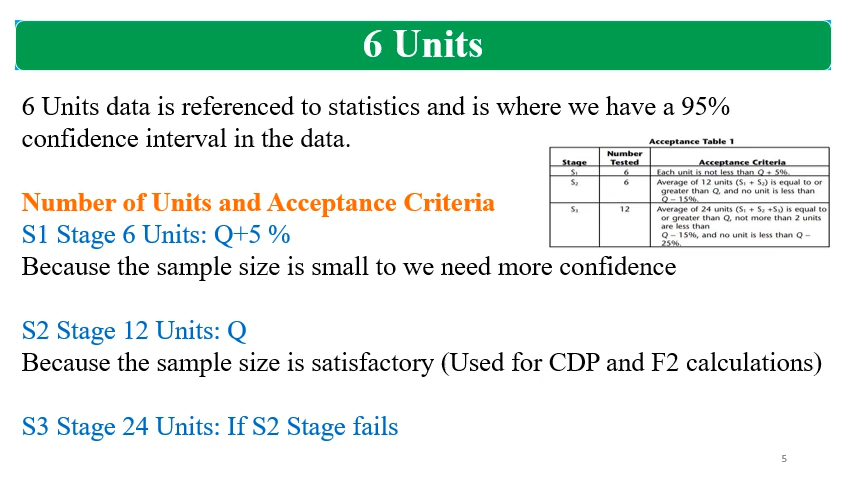 6 Units
6 Units data is referenced to statistics and is where we have a 95%
confidence interval in the data.
Acceptance Table 1
Stage Number Tested Acceptance Criteria
S₁ 6 Each unit is not less than Q + 5%.
S₂ 6 Average of 12 units (S₁ + S₂) is equal to or
greater than Q, and no unit is less than
Q – 15%.
S₃ 12 Average of 24 units (S₁ + S₂ +S₃) is equal to
or greater than Q, not more than 2 units
are less than
Q – 15%, and no unit is less than Q –
25%.
Number of Units and Acceptance Criteria
S1 Stage 6 Units: Q+5 %
Because the sample size is small to we need more confidence
S2 Stage 12 Units: Q
Because the sample size is satisfactory (Used for CDP and F2 calculations)
S3 Stage 24 Units: If S2 Stage fails
5